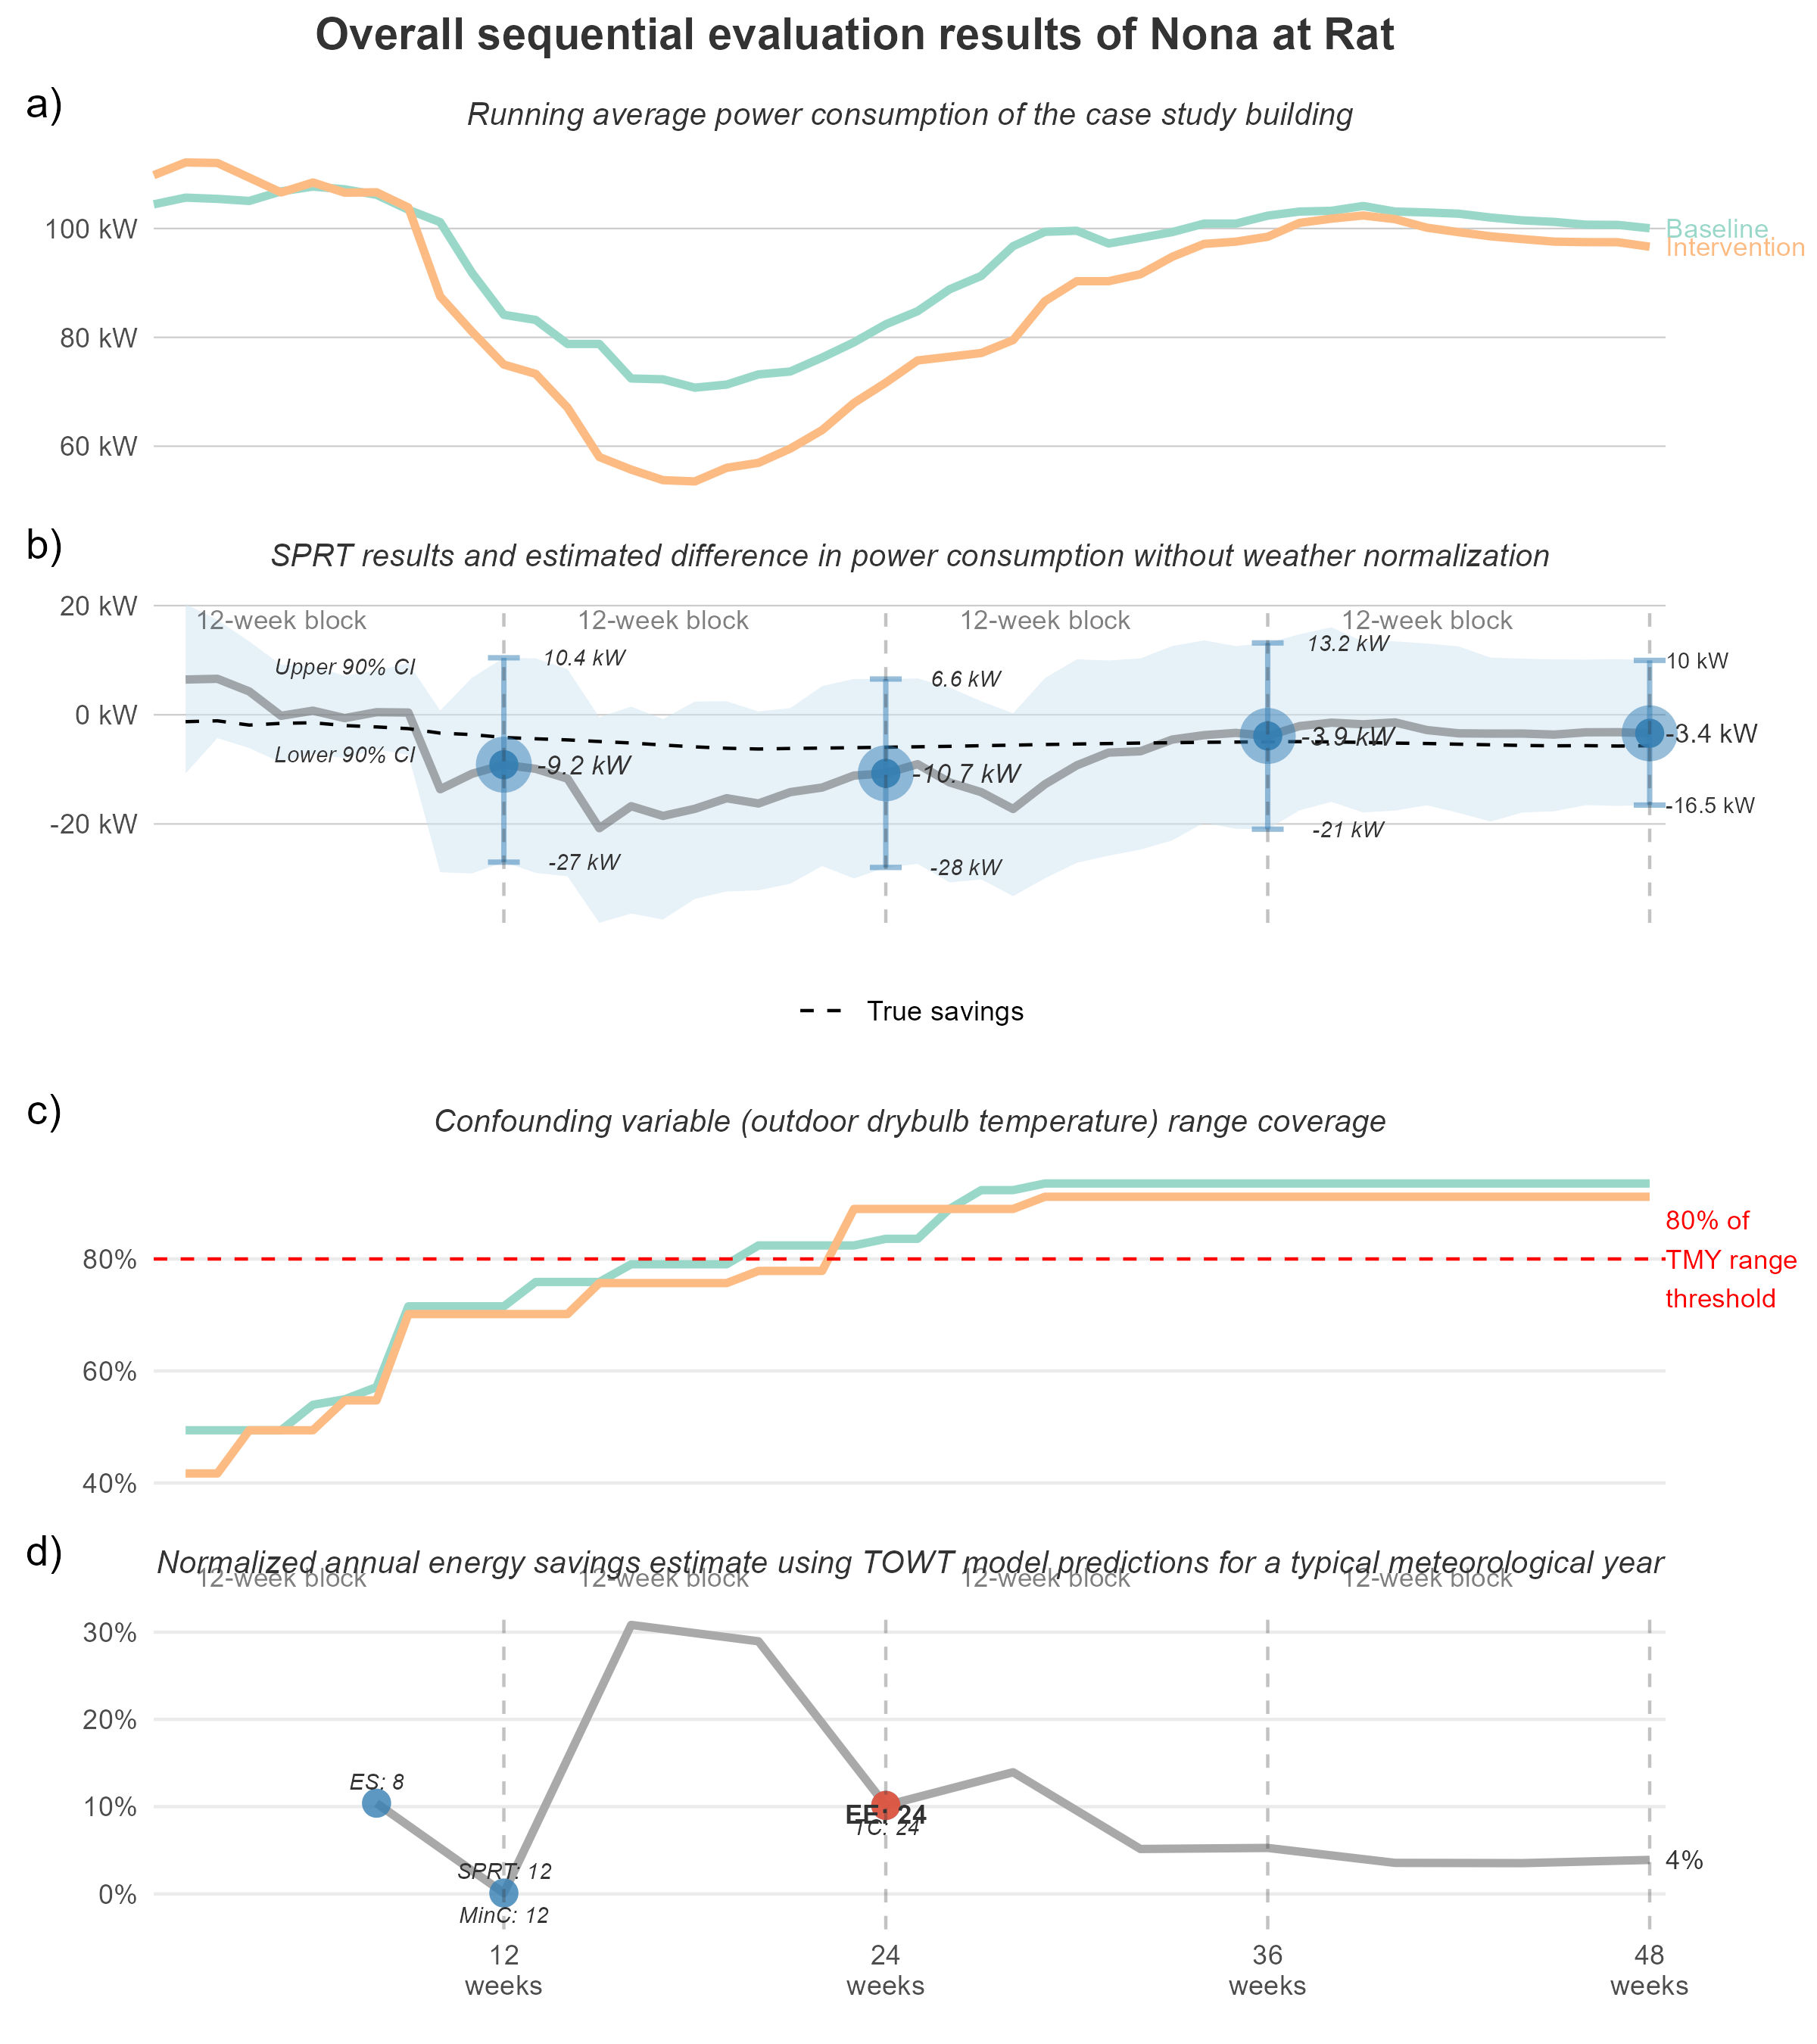 Overall sequential evaluation results of Nona at Rat
a)
Running average power consumption of the case study building
100 kW
80 kW
60 kW
Baseline
Intervention
b)
SPRT results and estimated difference in power consumption without weather normalization
20 kW
0 kW
-20 kW
12-week block
12-week block
12-week block
12-week block
Upper 90% CI
Lower 90% CI
10.4 kW
-9.2 kW
-27 kW
6.6 kW
-10.7 kW
-28 kW
13.2 kW
-3.9 kW
-21 kW
10 kW
-3.4 kW
-16.5 kW
True savings
c)
Confounding variable (outdoor drybulb temperature) range coverage
80%
60%
40%
80% of
TMY range
threshold
d)
Normalized annual energy savings estimate using TOWT model predictions for a typical meteorological year
12-week block
12-week block
12-week block
12-week block
30%
20%
10%
0%
ES: 8
SPRT: 12
MinC: 12
EE: 24
TC: 24
4%
12
weeks
24
weeks
36
weeks
48
weeks